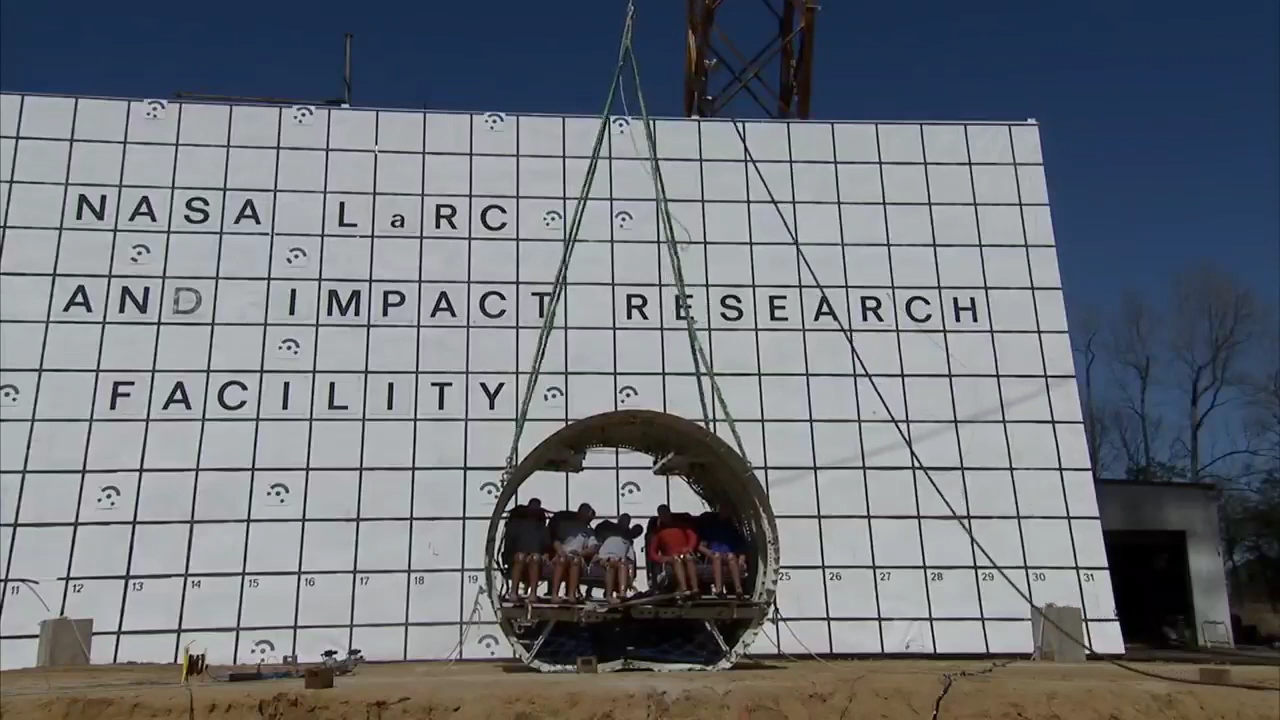 NASA LaRC
AND IMPACT RESEARCH
FACILITY
11 12 13 14 15 16 17 18 19 25 26 27 28 29 30 31